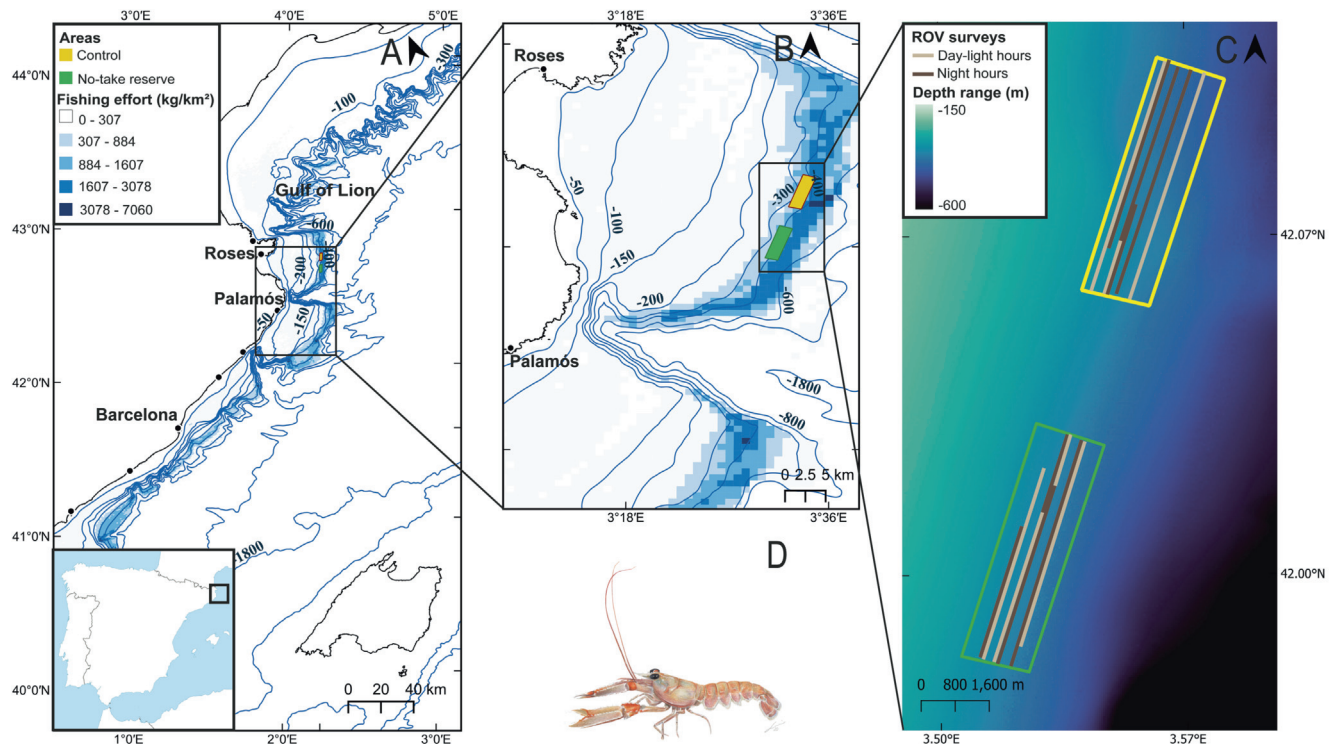 0°0'E
4°0'E
5°0'E
Areas
Control
No-take reserve
Fishing effort (kg/km²)
0 - 307
307 - 884
884 - 1607
1607 - 3078
3078 - 7060
A
-300
-100
Gulf of Lion
-600
Roses
-200
Palamós
-50
-150
Barcelona
-1800
44°0'N
43°0'N
42°0'N
41°0'N
40°0'N
0 20 40 km
1°0'E
2°0'E
3°0'E
3°18'E
3°36'E
B
Roses
-50
-100
-150
-300
-400
-200
-600
Palamós
-1800
-800
0 2.5 5 km
3°18'E
3°36'E
D
ROV surveys
Day-light hours
Night hours
Depth range (m)
-150
-600
C
42.07°N
42.00°N
0 800 1,600 m
3.50°E
3.57°E